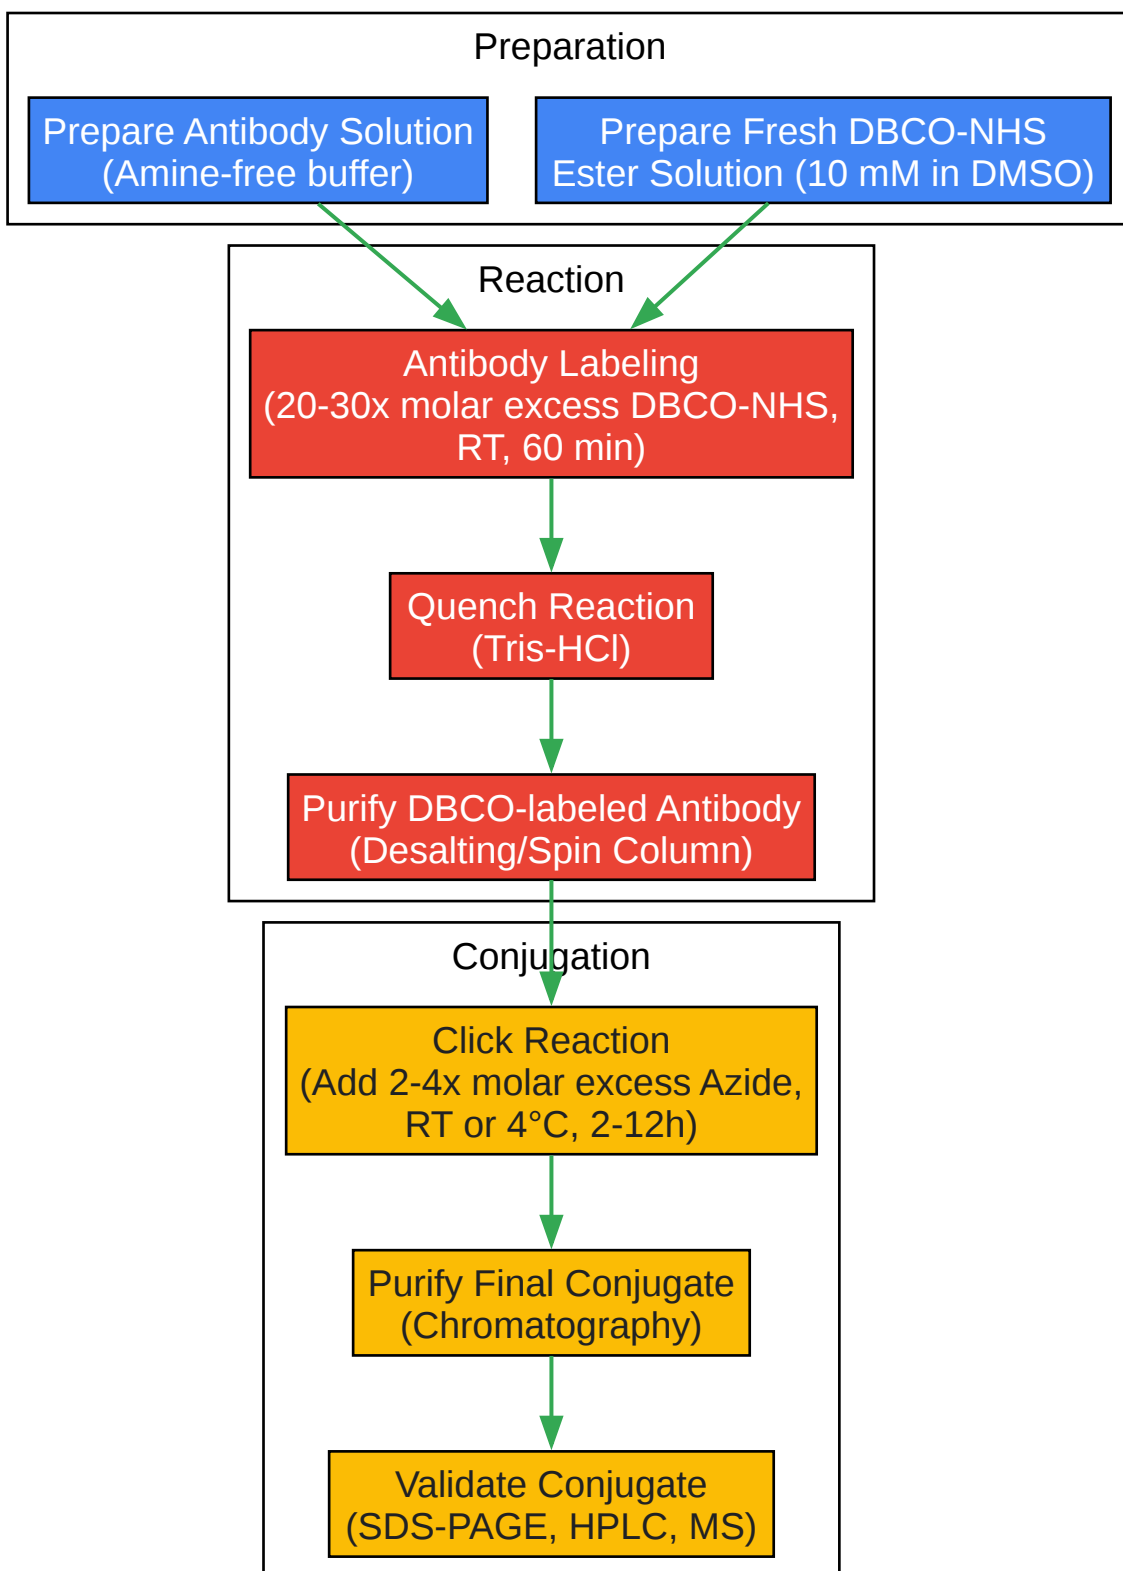 Preparation
Prepare Antibody Solution
(Amine-free buffer)
Prepare Fresh DBCO-NHS
Ester Solution (10 mM in DMSO)
Reaction
Antibody Labeling
(20-30x molar excess DBCO-NHS,
RT, 60 min)
Quench Reaction
(Tris-HCl)
Purify DBCO-labeled Antibody
(Desalting/Spin Column)
Conjugation
Click Reaction
(Add 2-4x molar excess Azide,
RT or 4°C, 2-12h)
Purify Final Conjugate
(Chromatography)
Validate Conjugate
(SDS-PAGE, HPLC, MS)